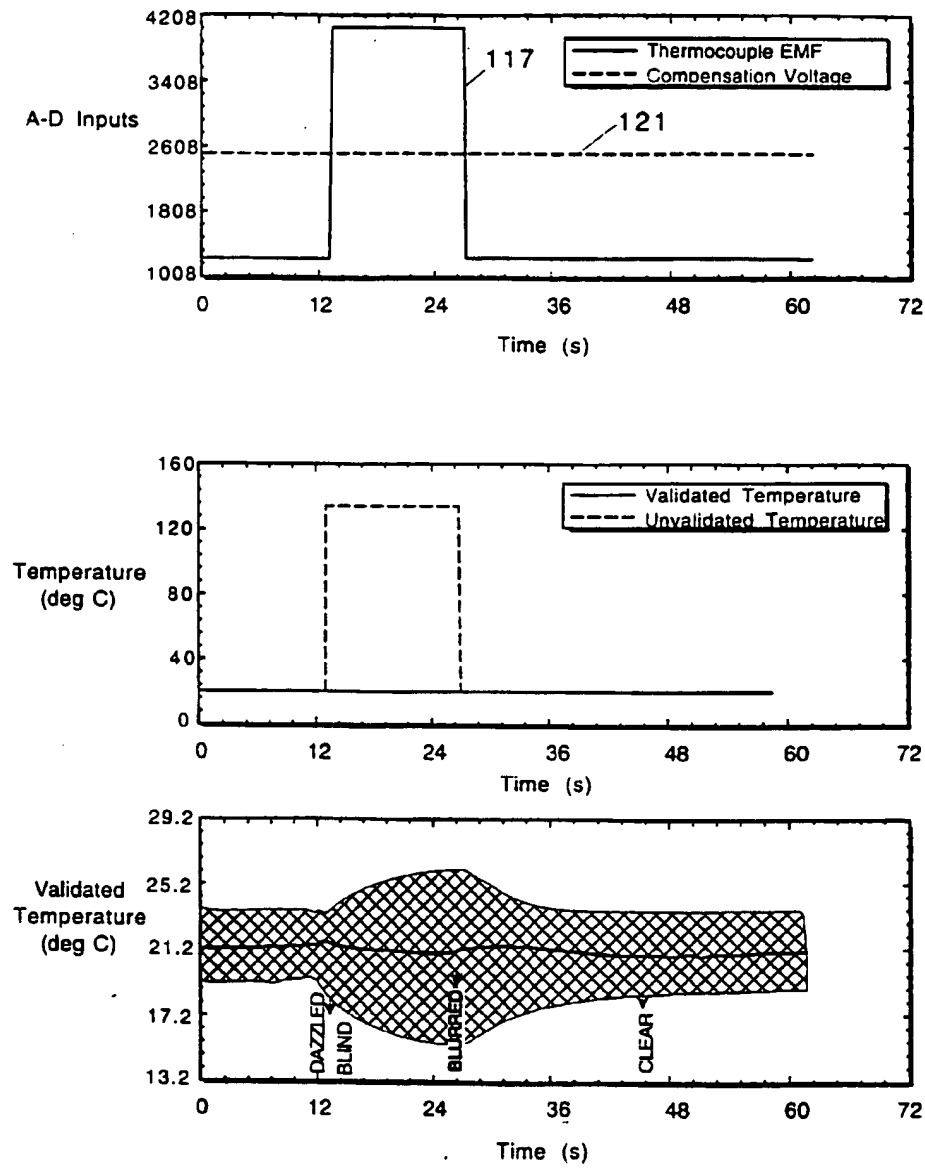 4208
3408
2608
1808
1008
A-D Inputs
Thermocouple EMF
Compensation Voltage
117
121
0 12 24 36 48 60 72
Time (s)
160
120
80
40
0
Temperature
(deg C)
Validated Temperature
Unvalidated Temperature
0 12 24 36 48 60 72
Time (s)
29.2
25.2
21.2
17.2
13.2
Validated
Temperature
(deg C)
DAZZLED
BLIND
BLURRED
CLEAR
0 12 24 36 48 60 72
Time (s)